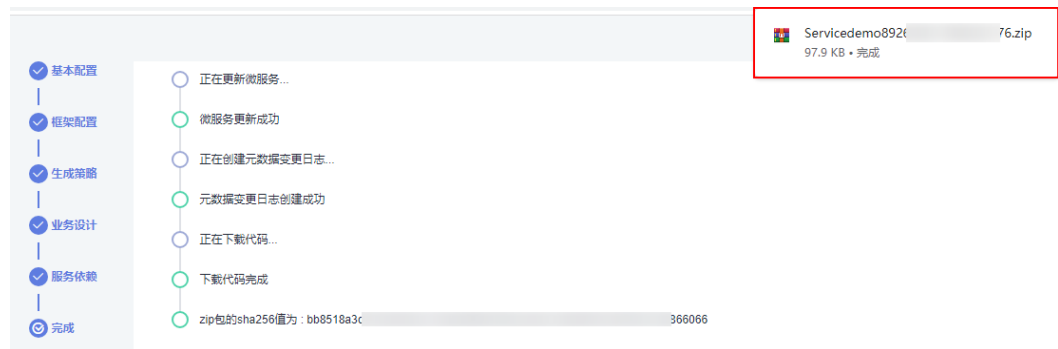 Servicedemo8926 76.zip
97.9 KB • 完成
基本配置
框架配置
生成策略
业务设计
服务依赖
完成
正在更新微服务...
微服务更新成功
正在创建元数据变更日志...
元数据变更日志创建成功
正在下载代码...
下载代码完成
zip包的sha256值为 : bb8518a3c 866066